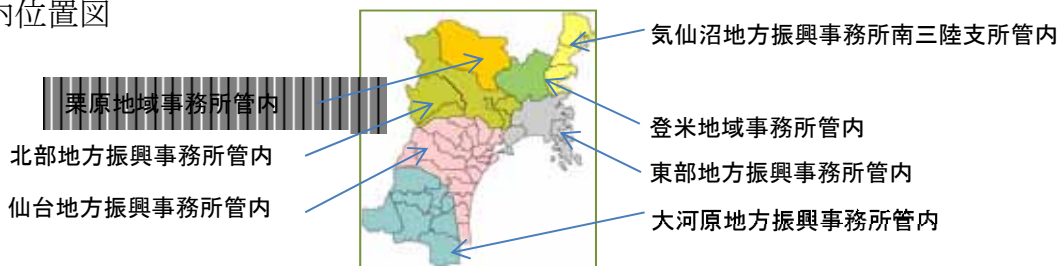 内位置図
気仙沼地方振興事務所南三陸支所管内
栗原地域事務所管内
登米地域事務所管内
北部地方振興事務所管内
東部地方振興事務所管内
仙台地方振興事務所管内
大河原地方振興事務所管内